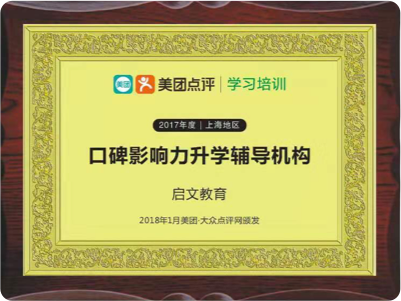 美团 美团点评 | 学习培训
2017年度 | 上海地区
口碑影响力升学辅导机构
启文教育
2018年1月美团·大众点评网颁发